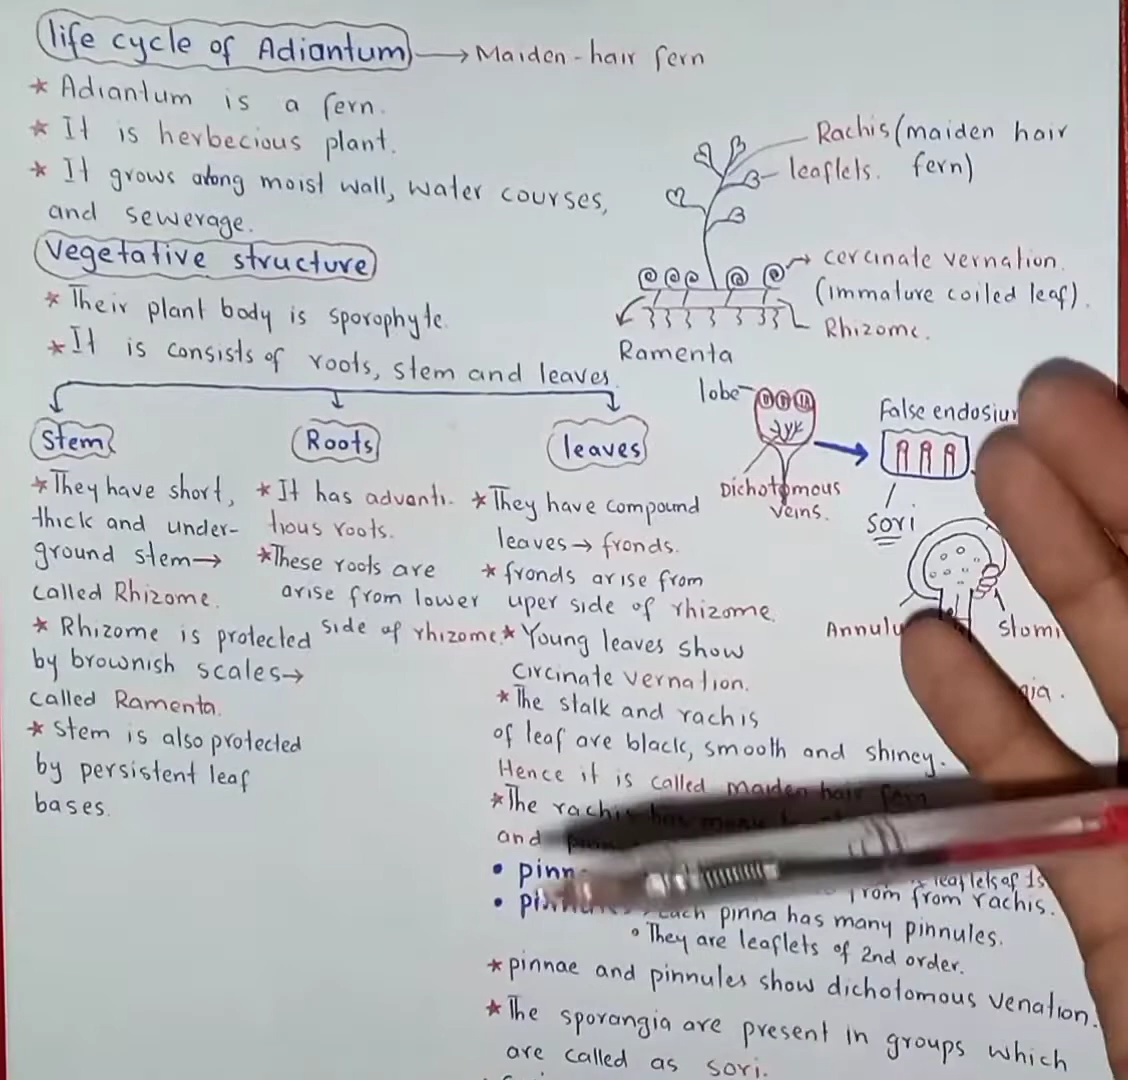 life cycle of Adiantum → Maiden-hair fern
* Adiantum is a fern.
* It is herbecious plant.
* It grows along moist wall, water courses,
and sewerage.
Vegetative structure
* Their plant body is sporophyte.
* It is consists of roots, stem and leaves.
Rachis (maiden hair
leaflets. fern)
corcinate vernation.
(immature coiled leaf).
Rhizome.
Ramenta
lobe
Dichotomous
veins.
False
sori
Stem
* They have short,
thick and under-
ground stem →
called Rhizome.
* Rhizome is protected
by brownish scales →
called Ramenta.
* Stem is also protected
by persistent leaf
bases.
Roots
* It has advanti-
tious roots.
* These roots are
arise from lower
side of rhizome.
leaves
* They have compound
leaves → fronds.
* fronds arise from
uper side of rhizome.
* Young leaves show
circinate vernation.
* The stalk and rachis
of leaf are black, smooth and shiney.
Hence it is called maiden hair fern
* The
and
• leaflets of 1s
• from from rachis.
Each pinna has many pinnules.
° They are leaflets of 2nd order.
* pinnae and pinnules show dichotomous venation.
* The sporangia are present in groups which
are called as sori.